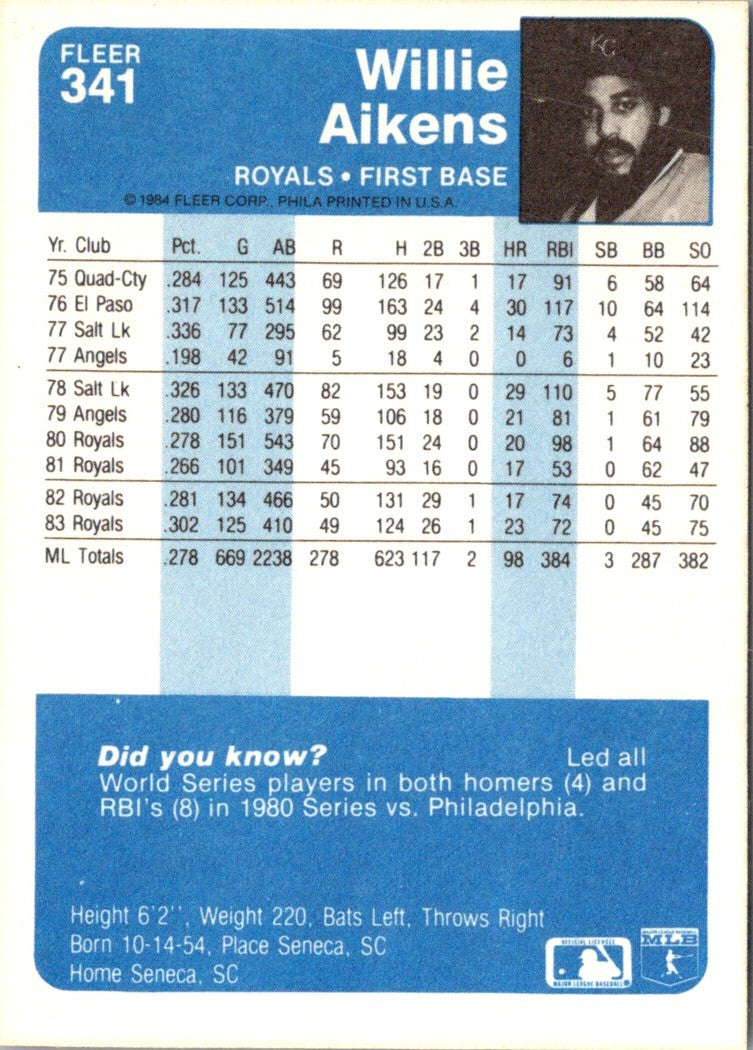 FLEER
341
Willie
Aikens
ROYALS • FIRST BASE
© 1984 FLEER CORP., PHILA PRINTED IN U.S.A.
KC
Yr. Club Pct. G AB R H 2B 3B HR RBI SB BB SO
75 Quad-Cty .284 125 443 69 126 17 1 17 91 6 58 64
76 El Paso .317 133 514 99 163 24 4 30 117 10 64 114
77 Salt Lk .336 77 295 62 99 23 2 14 73 4 52 42
77 Angels .198 42 91 5 18 4 0 0 6 1 10 23
78 Salt Lk .326 133 470 82 153 19 0 29 110 5 77 55
79 Angels .280 116 379 59 106 18 0 21 81 1 61 79
80 Royals .278 151 543 70 151 24 0 20 98 1 64 88
81 Royals .266 101 349 45 93 16 0 17 53 0 62 47
82 Royals .281 134 466 50 131 29 1 17 74 0 45 70
83 Royals .302 125 410 49 124 26 1 23 72 0 45 75
ML Totals .278 669 2238 278 623 117 2 98 384 3 287 382
Did you know? Led all
World Series players in both homers (4) and
RBI's (8) in 1980 Series vs. Philadelphia.
Height 6'2'', Weight 220, Bats Left, Throws Right
Born 10-14-54, Place Seneca, SC
Home Seneca, SC
OFFICIAL LICENSEE
MAJOR LEAGUE BASEBALL®
MAJOR LEAGUE BASEBALL
MLB